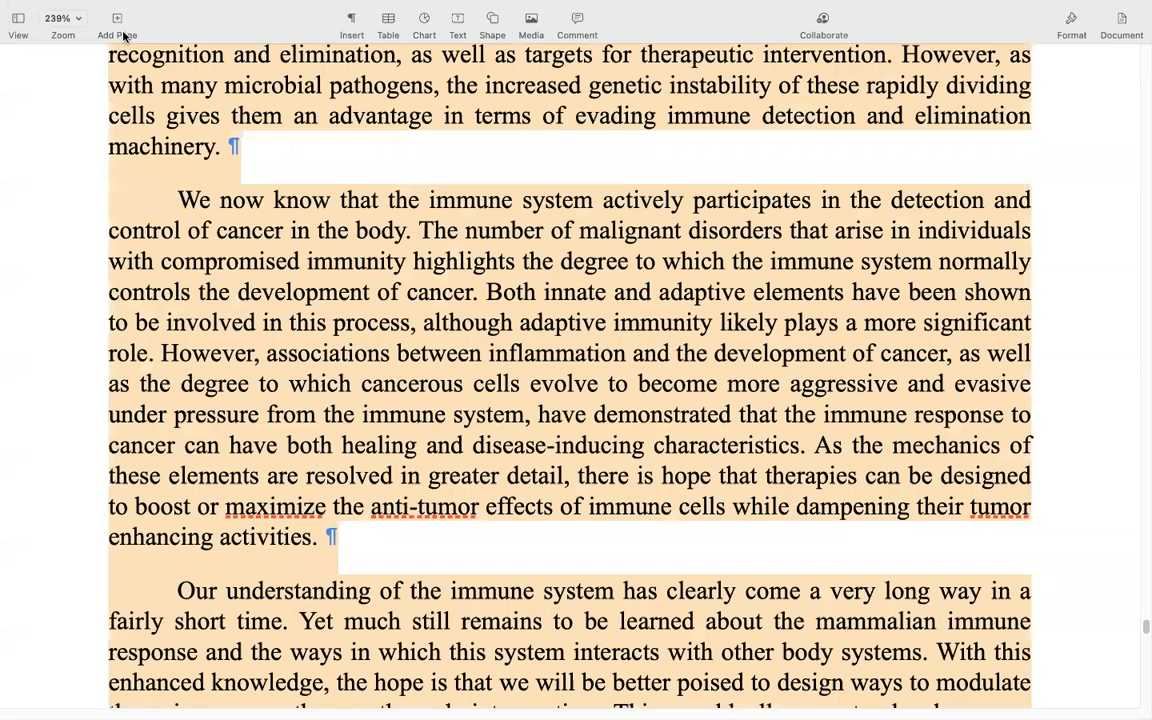 239%
View
Zoom
Add Page
Insert
Table
Chart
Text
Shape
Media
Comment
Collaborate
Format
Document
recognition and elimination, as well as targets for therapeutic intervention. However, as
with many microbial pathogens, the increased genetic instability of these rapidly dividing
cells gives them an advantage in terms of evading immune detection and elimination
machinery. ¶
We now know that the immune system actively participates in the detection and
control of cancer in the body. The number of malignant disorders that arise in individuals
with compromised immunity highlights the degree to which the immune system normally
controls the development of cancer. Both innate and adaptive elements have been shown
to be involved in this process, although adaptive immunity likely plays a more significant
role. However, associations between inflammation and the development of cancer, as well
as the degree to which cancerous cells evolve to become more aggressive and evasive
under pressure from the immune system, have demonstrated that the immune response to
cancer can have both healing and disease-inducing characteristics. As the mechanics of
these elements are resolved in greater detail, there is hope that therapies can be designed
to boost or maximize the anti-tumor effects of immune cells while dampening their tumor
enhancing activities. ¶
Our understanding of the immune system has clearly come a very long way in a
fairly short time. Yet much still remains to be learned about the mammalian immune
response and the ways in which this system interacts with other body systems. With this
enhanced knowledge, the hope is that we will be better poised to design ways to modulate